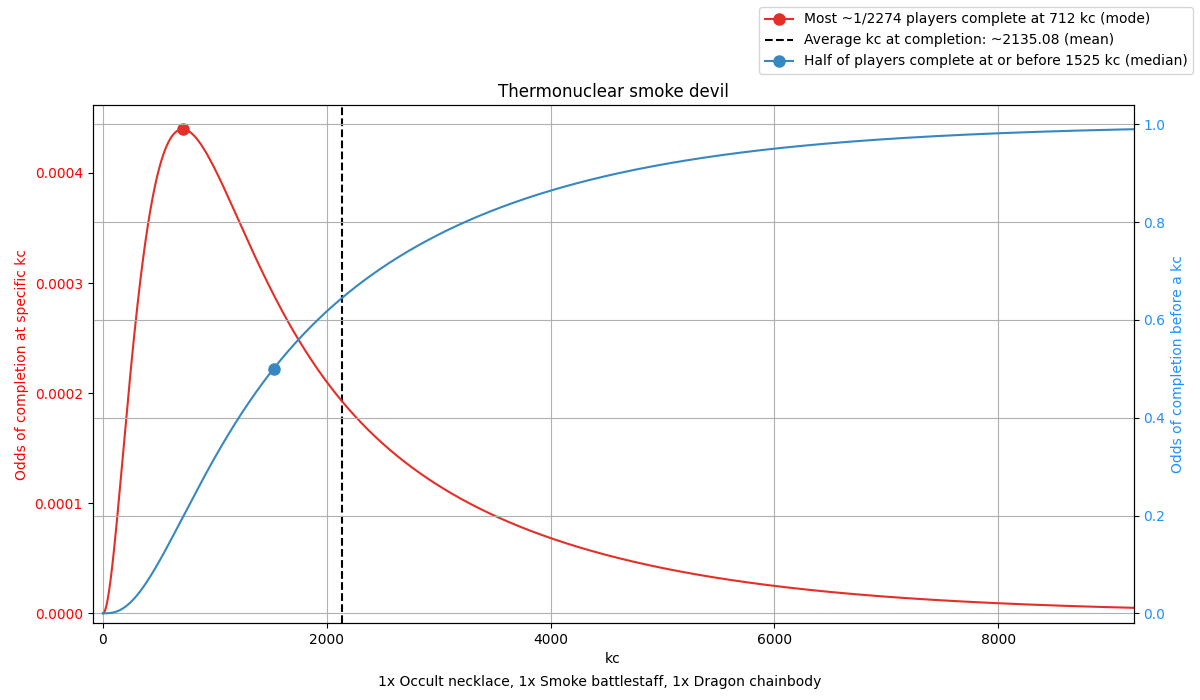 Most ~1/2274 players complete at 712 kc (mode)
Average kc at completion: ~2135.08 (mean)
Half of players complete at or before 1525 kc (median)
Thermonuclear smoke devil
Odds of completion at specific kc
0.0004
0.0003
0.0002
0.0001
0.0000
1.0
0.8
0.6
0.4
0.2
0.0
Odds of completion before a kc
0
2000
4000
6000
8000
kc
1x Occult necklace, 1x Smoke battlestaff, 1x Dragon chainbody